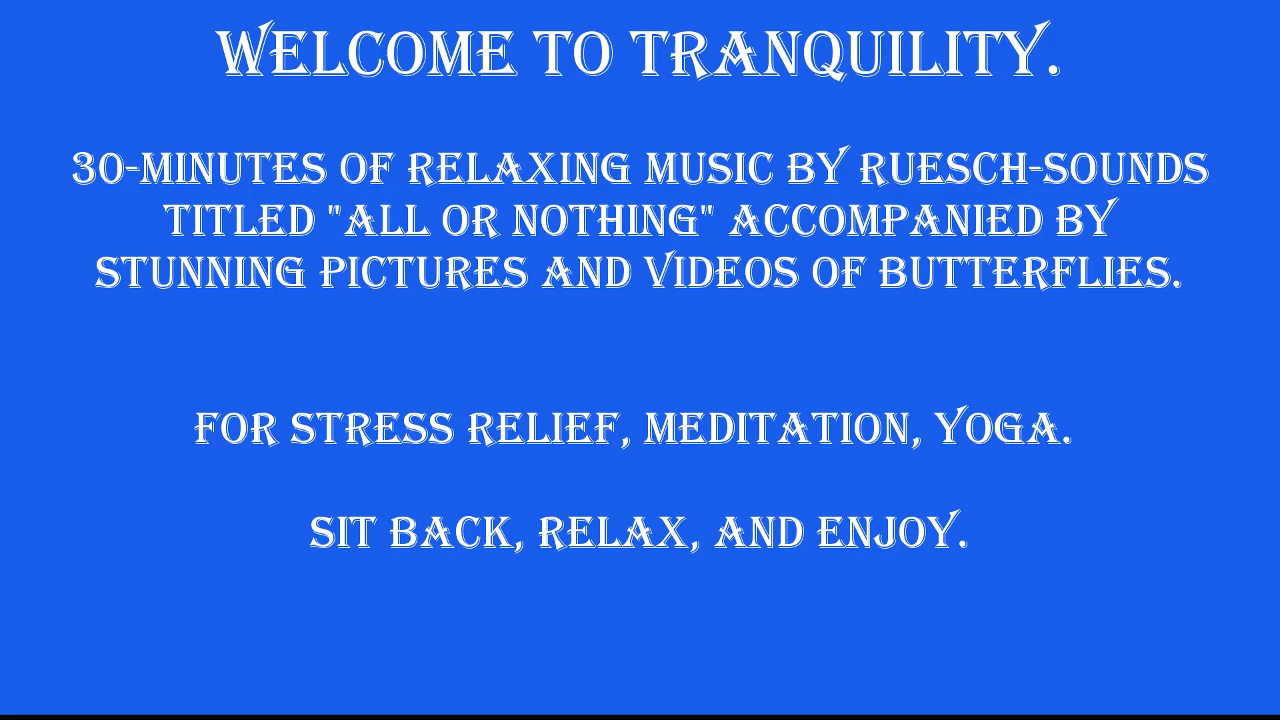 WELCOME TO TRANQUILITY.
30-MINUTES OF RELAXING MUSIC BY RUESCH-SOUNDS
TITLED "ALL OR NOTHING" ACCOMPANIED BY
STUNNING PICTURES AND VIDEOS OF BUTTERFLIES.
FOR STRESS RELIEF, MEDITATION, YOGA.
SIT BACK, RELAX, AND ENJOY.